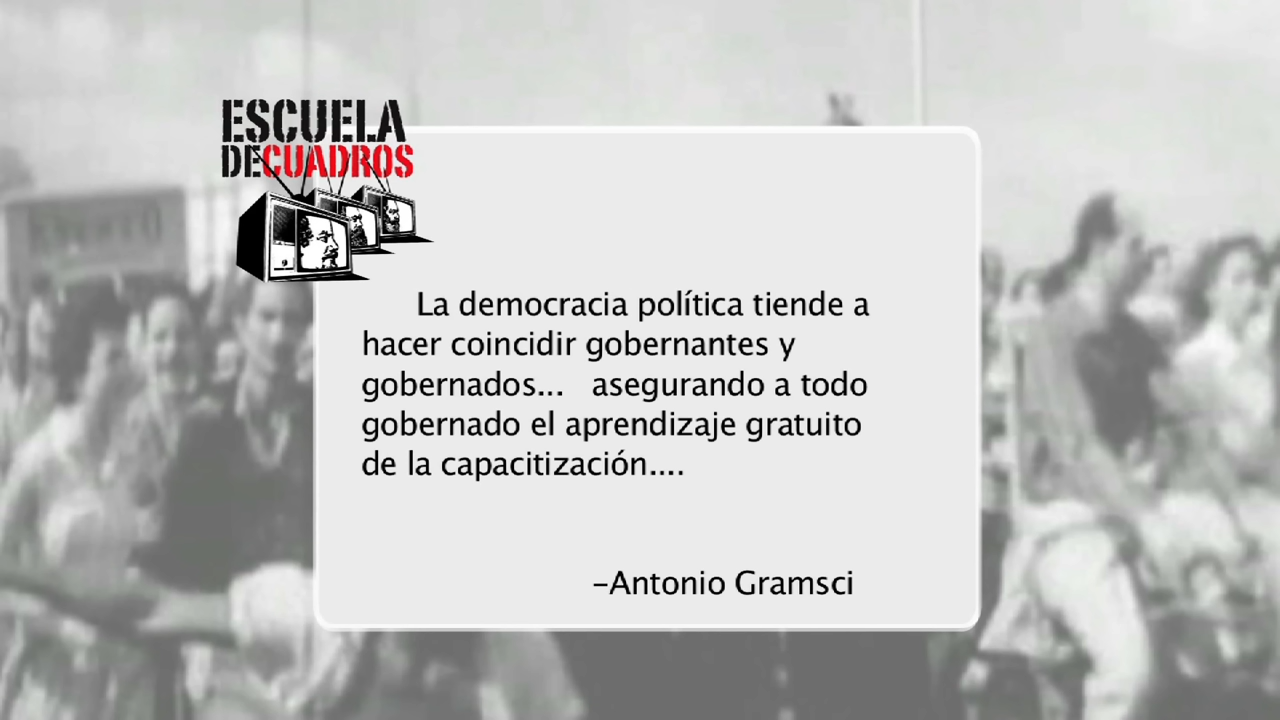 ESCUELA
DECUADROS
La democracia política tiende a
hacer coincidir gobernantes y
gobernados... asegurando a todo
gobernado el aprendizaje gratuito
de la capacitización....
–Antonio Gramsci